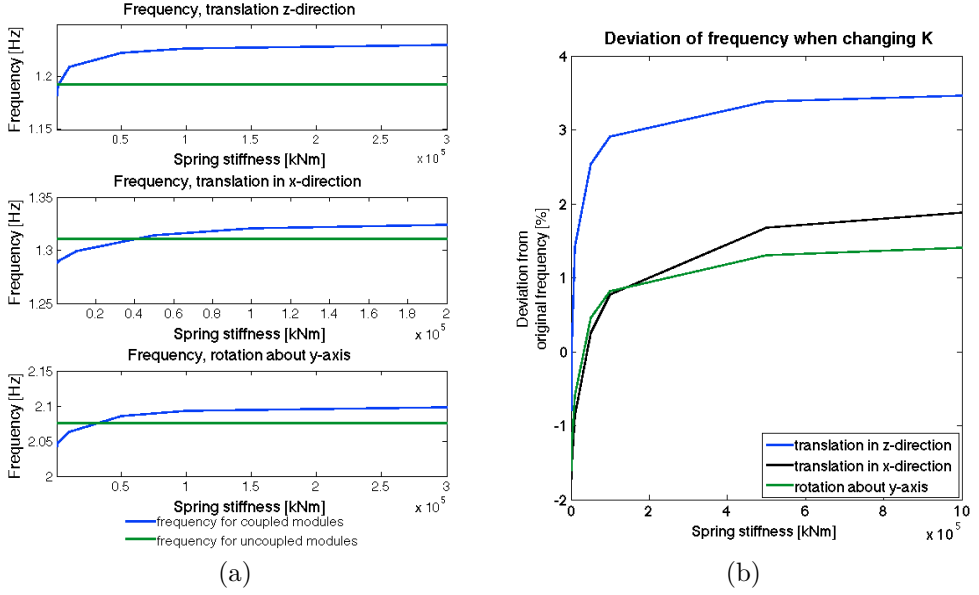 Frequency, translation z-direction
Frequency [Hz]
1.2
1.15
0.5 1 1.5 2 2.5 3
Spring stiffness [kNm]
x 10^5
Frequency, translation in x-direction
Frequency [Hz]
1.35
1.3
1.25
0.2 0.4 0.6 0.8 1 1.2 1.4 1.6 1.8 2
Spring stiffness [kNm]
x 10^5
Frequency, rotation about y-axis
Frequency [Hz]
2.15
2.1
2.05
2
0.5 1 1.5 2 2.5 3
Spring stiffness [kNm]
x 10^5
frequency for coupled modules
frequency for uncoupled modules
(a)
Deviation of frequency when changing K
Deviation from
original frequency [%]
4
3
2
1
0
-1
-2
translation in z-direction
translation in x-direction
rotation about y-axis
0 2 4 6 8 10
Spring stiffness [kNm]
x 10^5
(b)